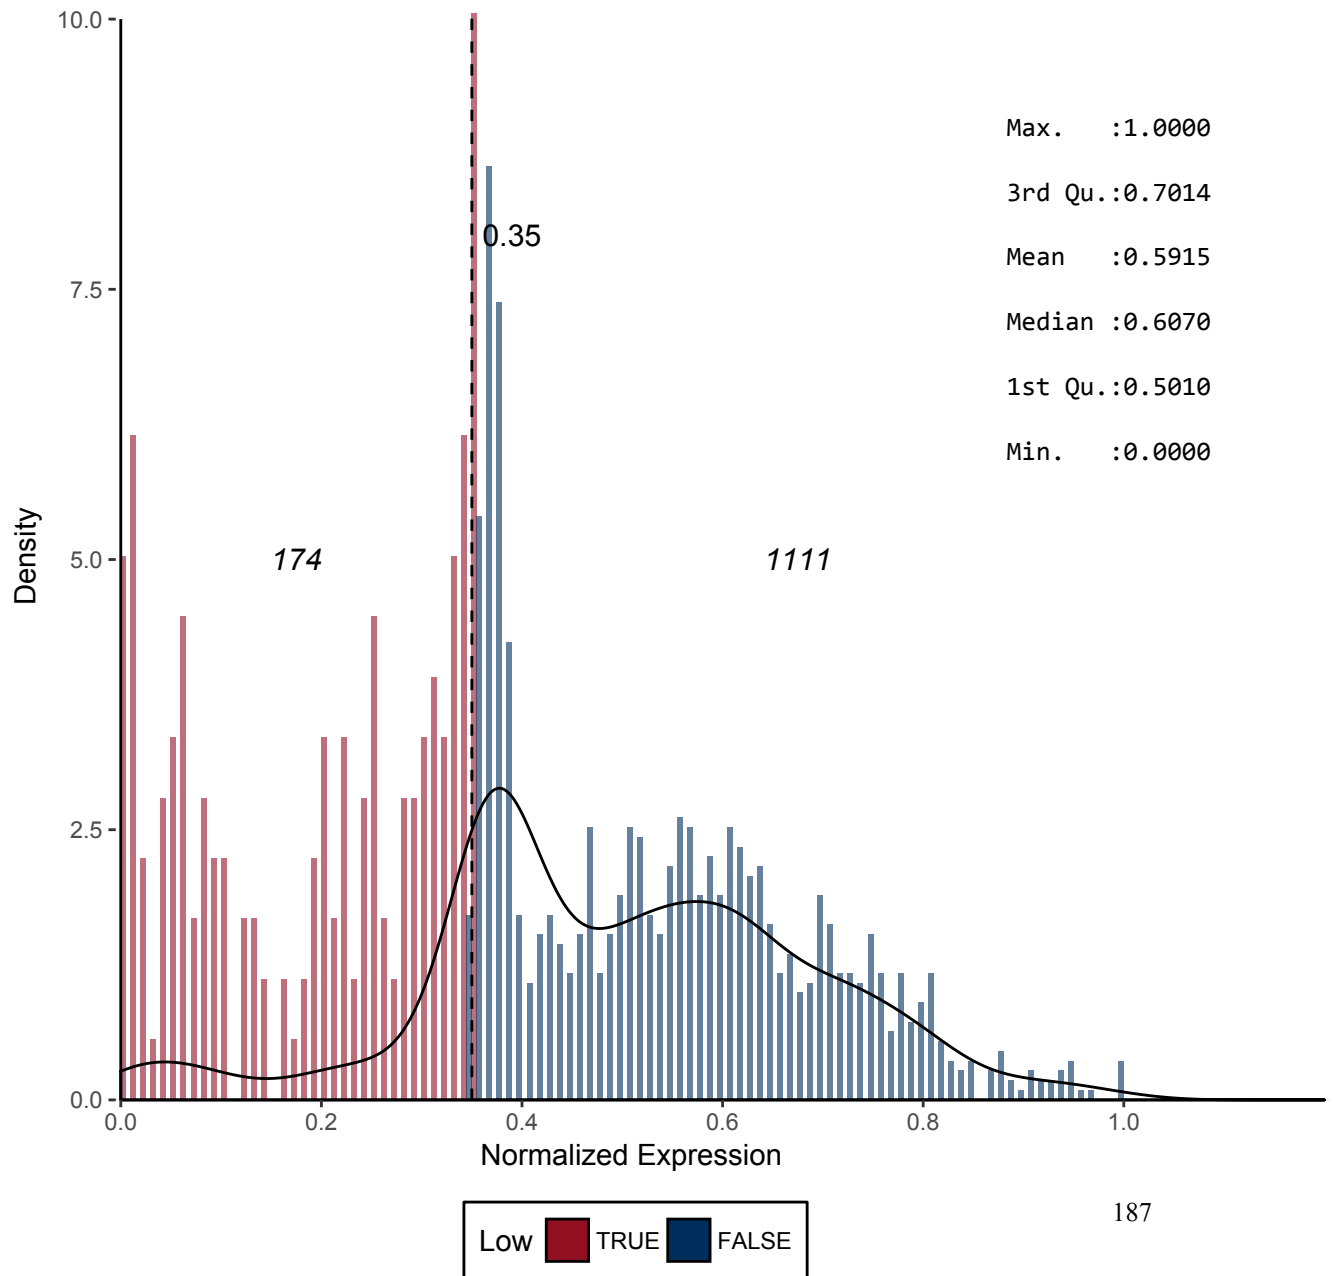 10.0
Max. :1.0000
3rd Qu.:0.7014
0.35
Mean :0.5915
7.5
Median :0.6070
1st Qu.:0.5010
Min. :0.0000
Density
5.0
174
1111
2.5
0.0
0.0 0.2 0.4 0.6 0.8 1.0
Normalized Expression
187
Low TRUE FALSE